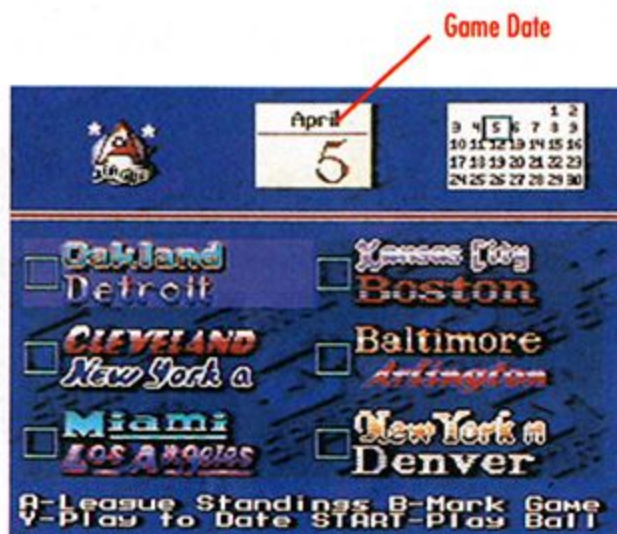 Game Date
April
5
1 2
3 4 5 6 7 8 9
10 11 12 13 14 15 16
17 18 19 20 21 22 23
24 25 26 27 28 29 30
A
LEAGUE
Oakland
Detroit
Kansas City
Boston
CLEVELAND
New York a
Baltimore
Arlington
Miami
Los Angeles
New York n
Denver
A-League Standings B-Mark Game
Y-Play to Date START-Play Ball